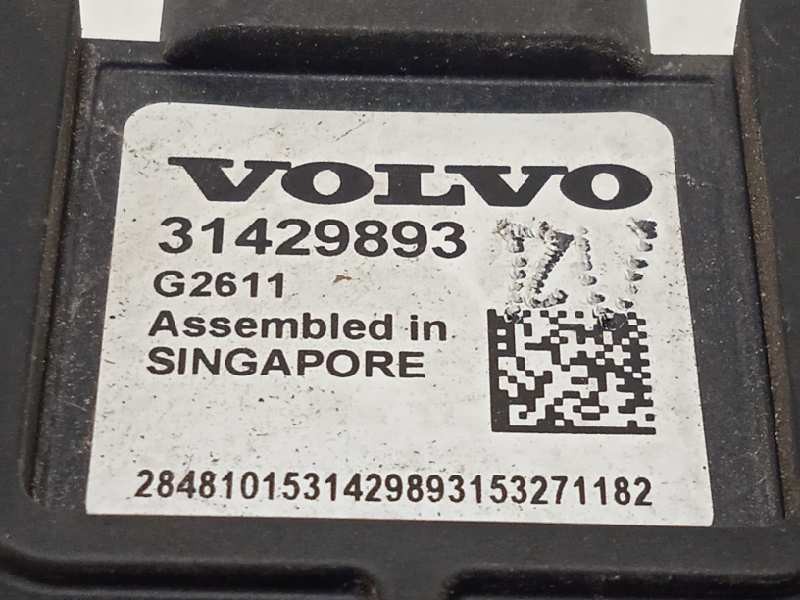 VOLVO
31429893
G2611
Assembled in
SINGAPORE
2848101531429893153271182